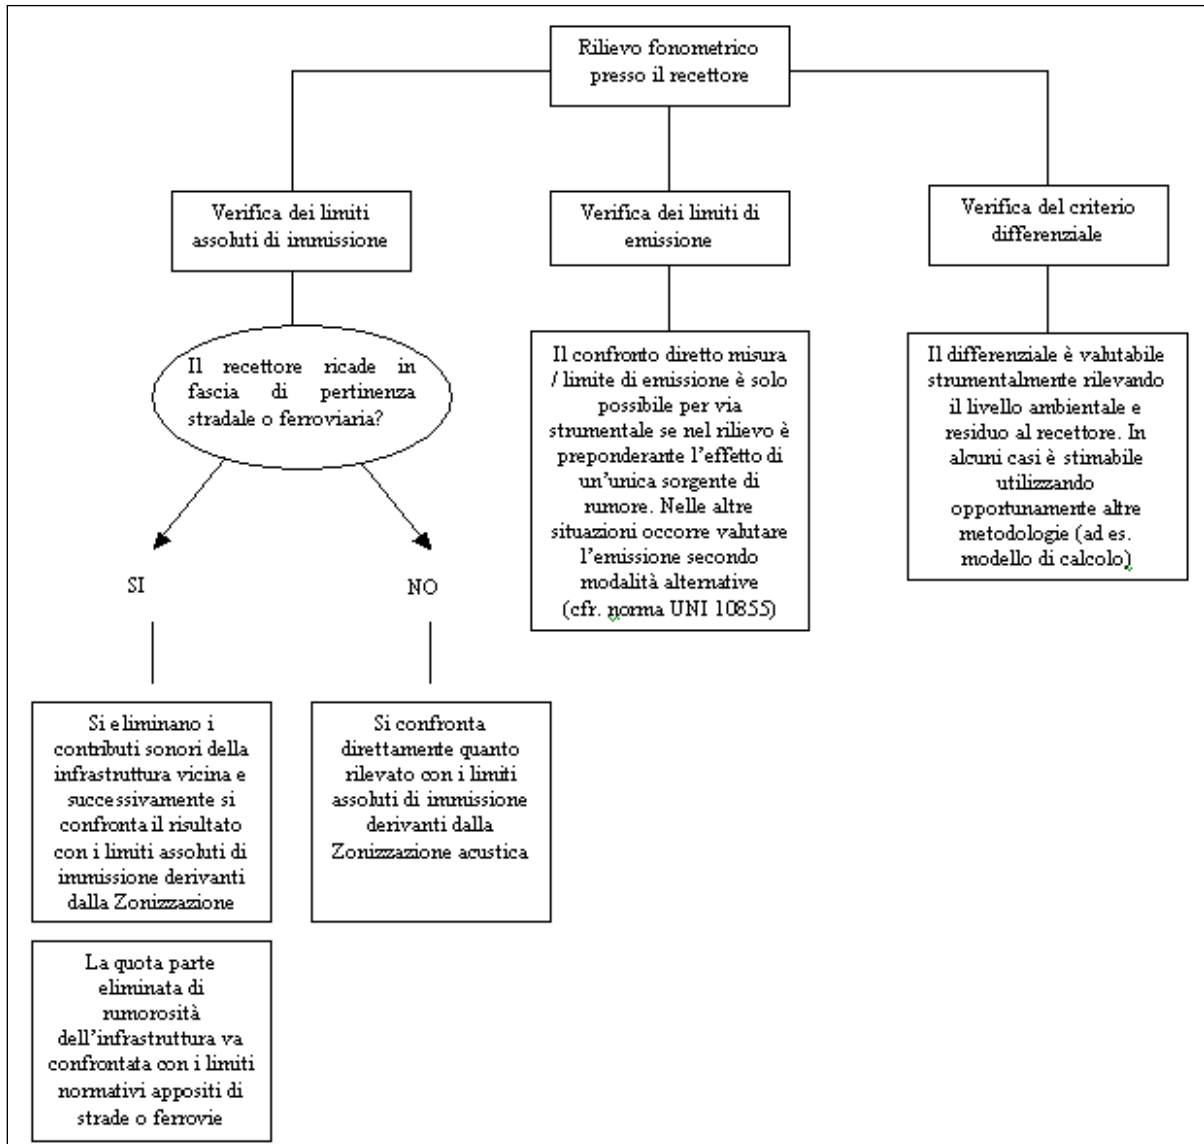 Rilievo fonometrico
presso il recettore
Verifica dei limiti
assoluti di immissione
Verifica dei limiti di
emissione
Verifica del criterio
differenziale
Il recettore ricade in
fascia di pertinenza
stradale o ferroviaria?
Il confronto diretto misura
/ limite di emissione è solo
possibile per via
strumentale se nel rilievo è
preponderante l'effetto di
un'unica sorgente di
rumore. Nelle altre
situazioni occorre valutare
l'emissione secondo
modalità alternative
(cfr. norma UNI 10855)
Il differenziale è valutabile
strumentalmente rilevando
il livello ambientale e
residuo al recettore. In
alcuni casi è stimabile
utilizzando
opportunamente altre
metodologie (ad es.
modello di calcolo)
SI
NO
Si eliminano i
contributi sonori della
infrastruttura vicina e
successivamente si
confronta il risultato
con i limiti assoluti di
immissione derivanti
dalla Zonizzazione
Si confronta
direttamente quanto
rilevato con i limiti
assoluti di immissione
derivanti dalla
Zonizzazione acustica
La quota parte
eliminata di
rumorosità
dell'infrastruttura va
confrontata con i limiti
normativi appositi di
strade o ferrovie